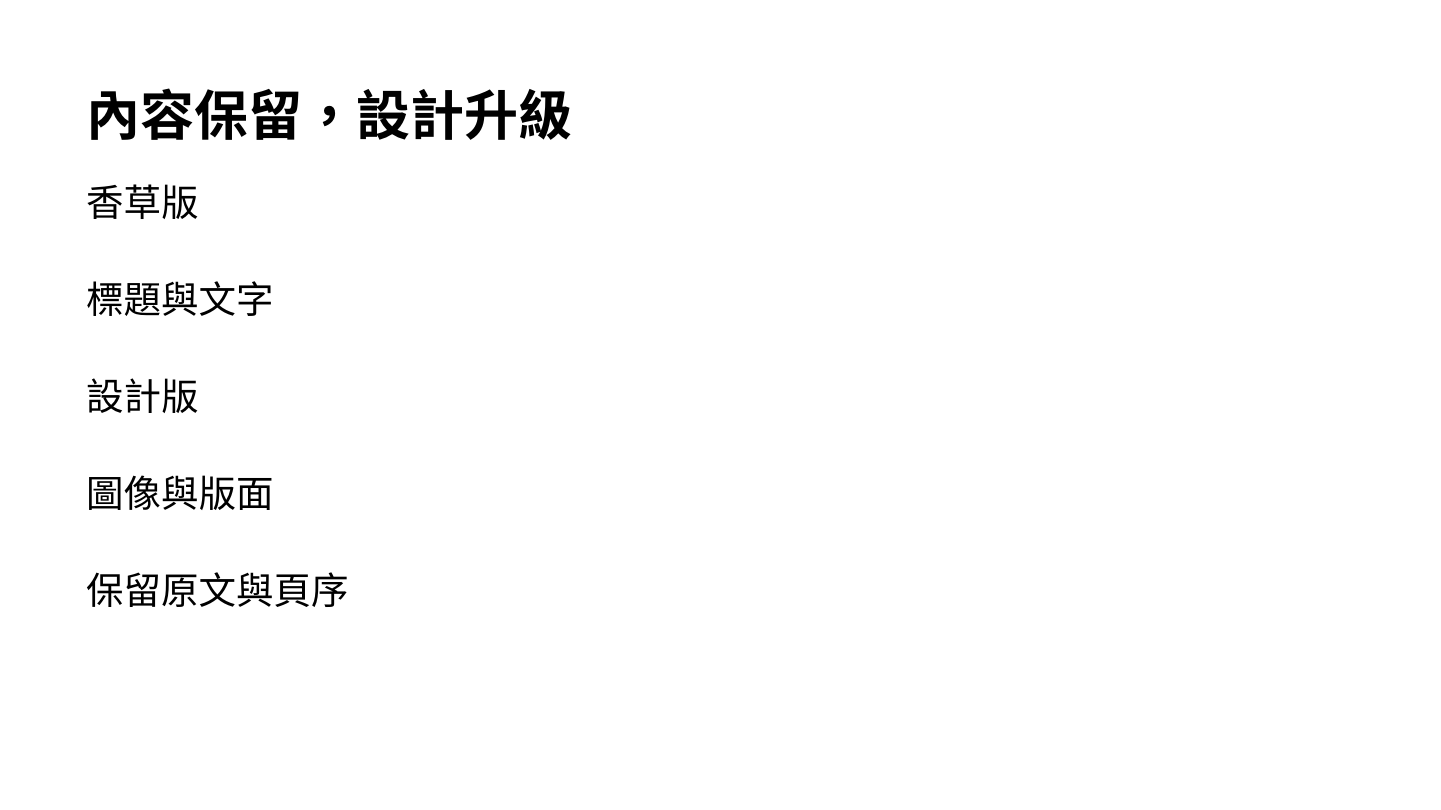 內容保留，設計升級
香草版
標題與文字
設計版
圖像與版面
保留原文與頁序